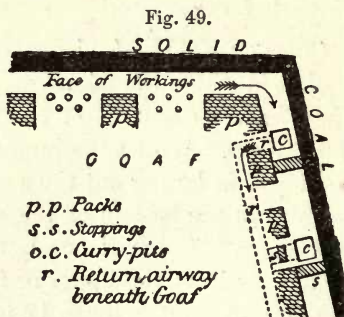 Fig. 49.
SOLID
COAL
Face of Workings
p
p
GOAF
r
c
p
p.p. Packs
s.s. Stoppings
o.c. Curry-pits
r. Return airway
beneath Goaf
c
s